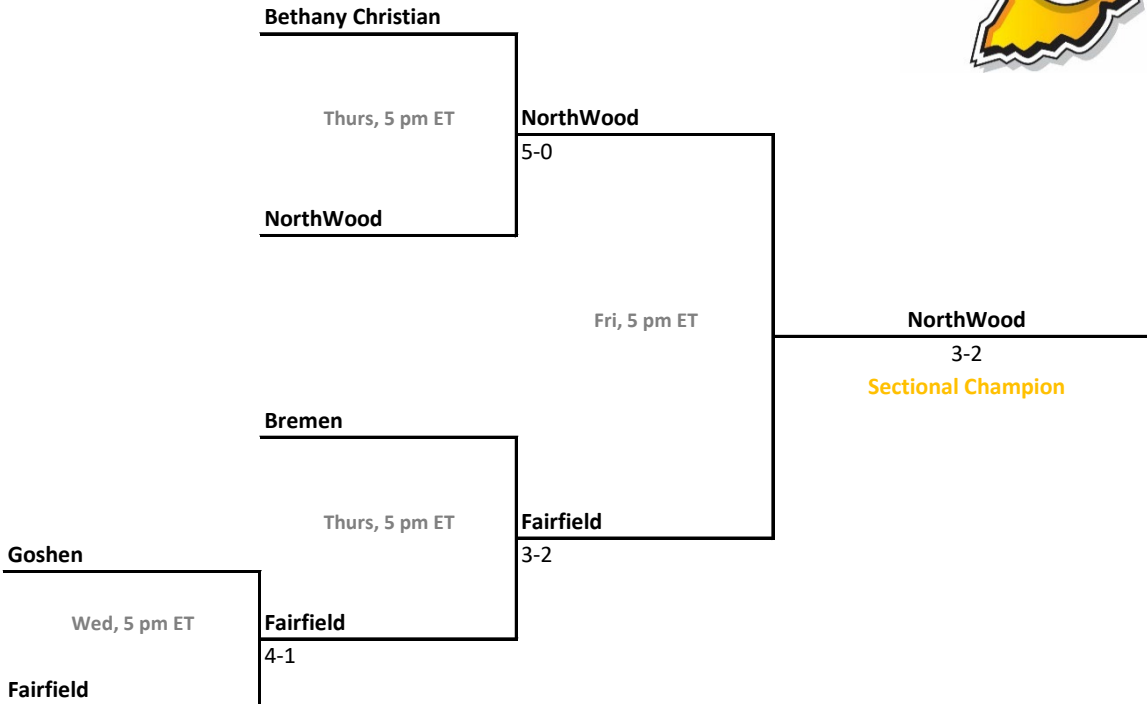 Bethany Christian
Thurs, 5 pm ET
NorthWood
5-0
NorthWood
Fri, 5 pm ET
NorthWood
3-2
Sectional Champion
Bremen
Thurs, 5 pm ET
Fairfield
3-2
Goshen
Wed, 5 pm ET
Fairfield
4-1
Fairfield